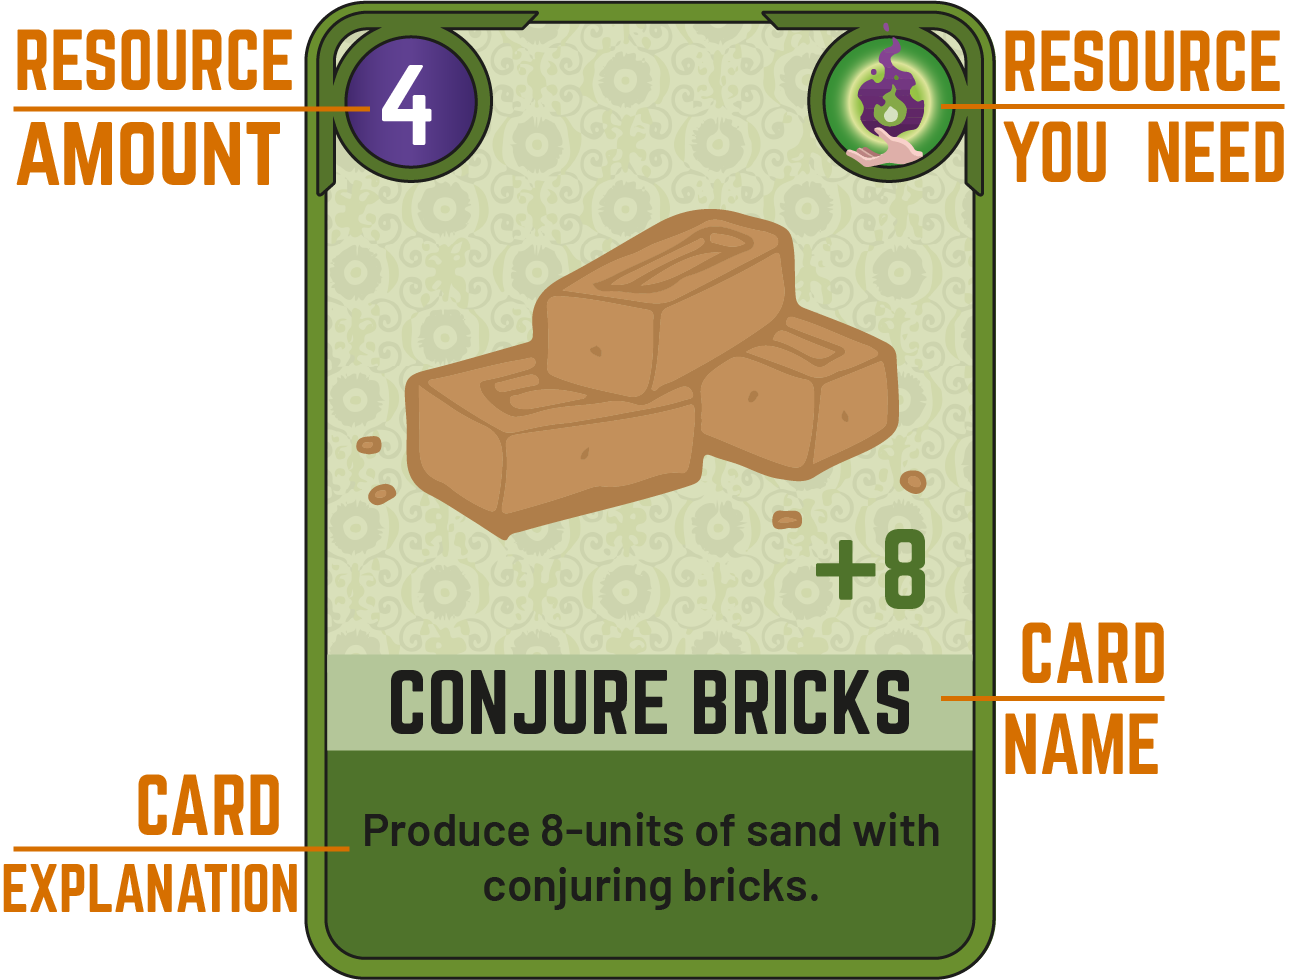 RESOURCE
AMOUNT
4
RESOURCE
YOU NEED
+8
CONJURE BRICKS
CARD
NAME
CARD
EXPLANATION
Produce 8-units of sand with
conjuring bricks.